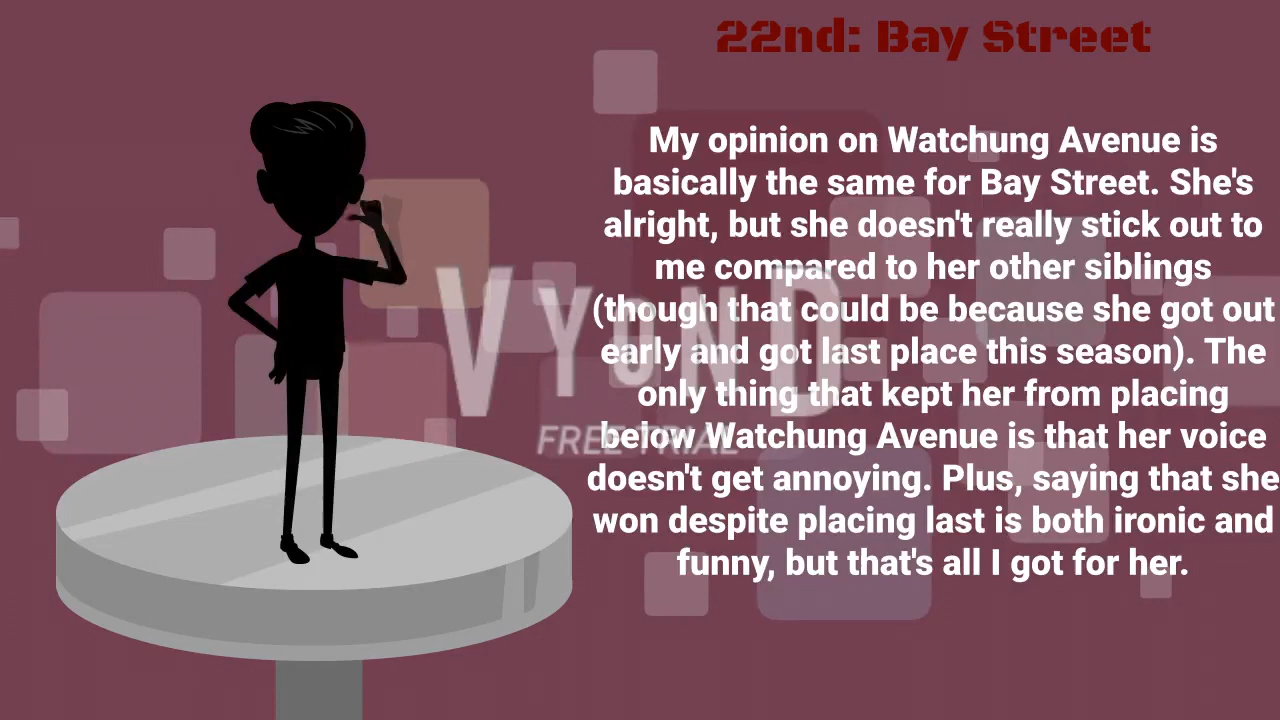 22nd: Bay Street
My opinion on Watchung Avenue is
basically the same for Bay Street. She's
alright, but she doesn't really stick out to
me compared to her other siblings
(though that could be because she got out
early and got last place this season). The
only thing that kept her from placing
below Watchung Avenue is that her voice
doesn't get annoying. Plus, saying that she
won despite placing last is both ironic and
funny, but that's all I got for her.
VYOND
FREE TRIAL